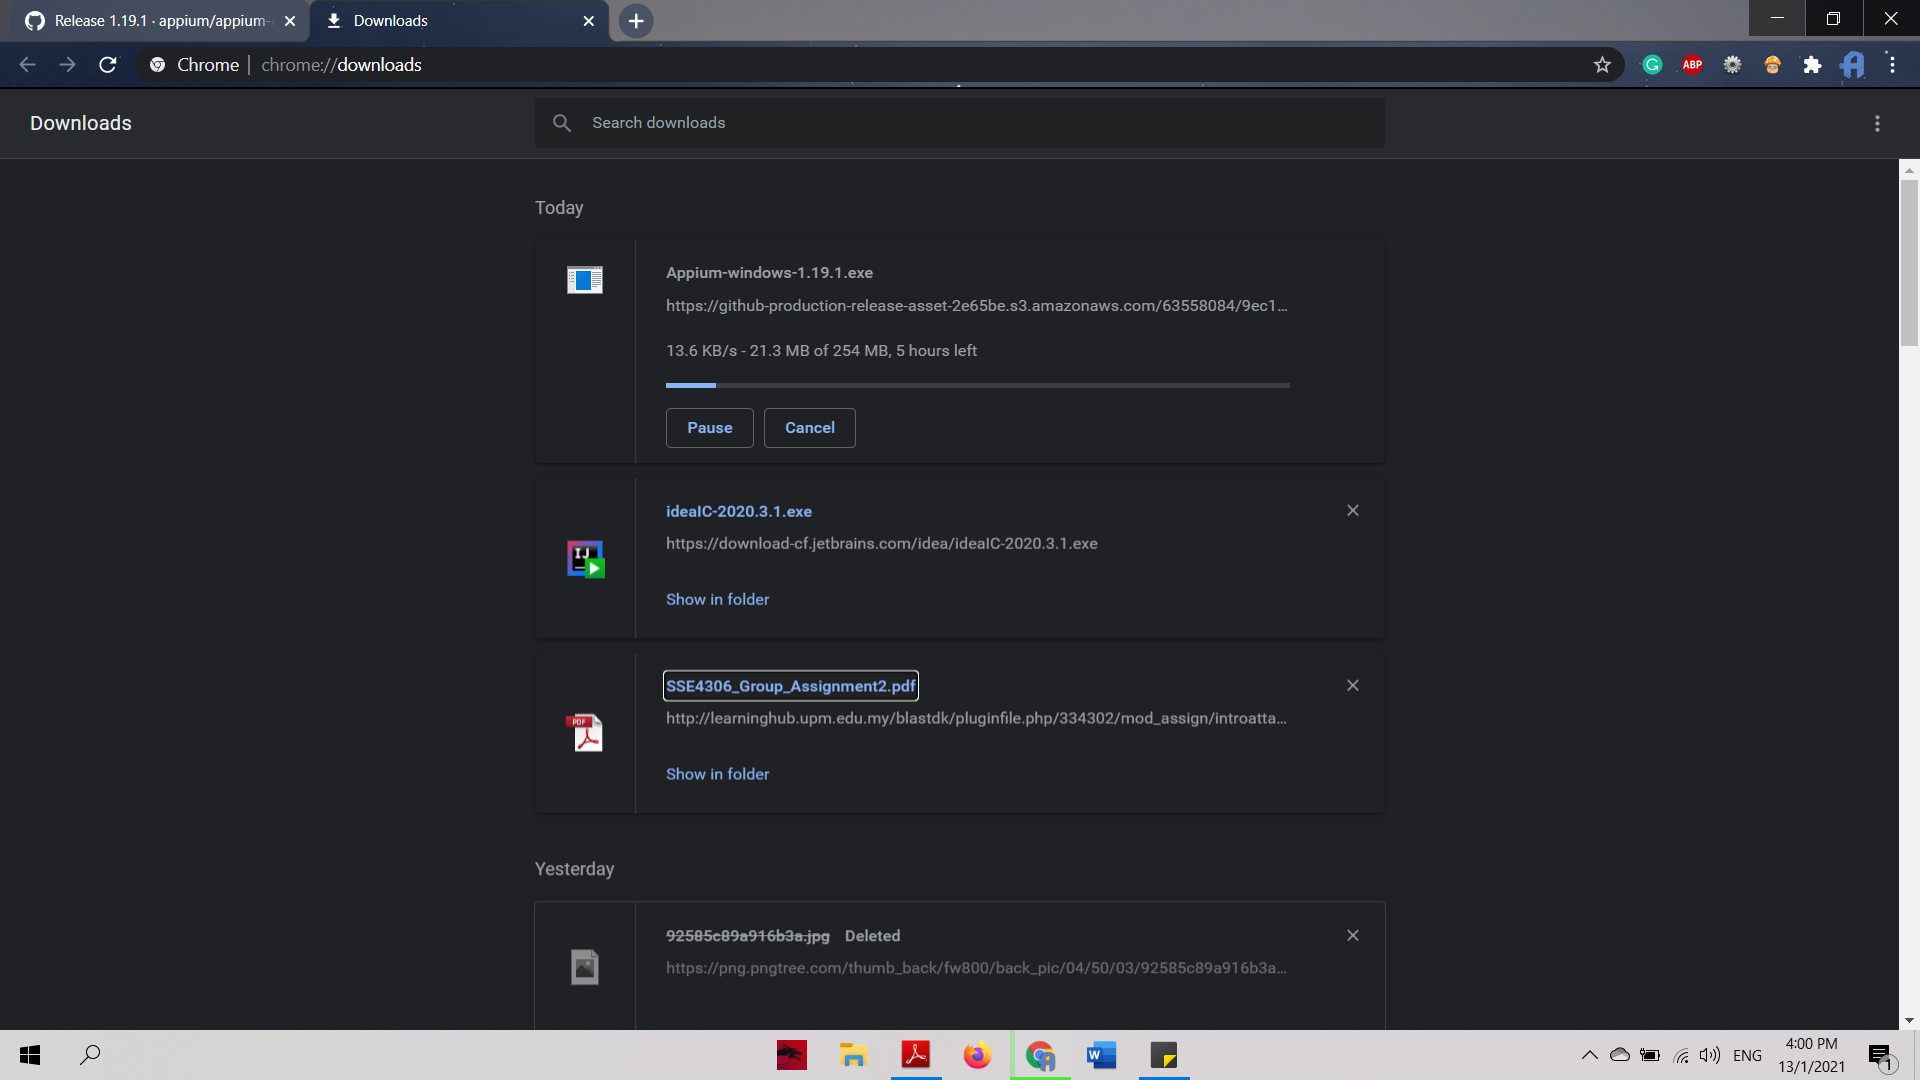 Release 1.19.1 · appium/appium-
Downloads
Chrome | chrome://downloads
ABP
Downloads
Search downloads
Today
Appium-windows-1.19.1.exe
https://github-production-release-asset-2e65be.s3.amazonaws.com/63558084/9ec1...
13.6 KB/s - 21.3 MB of 254 MB, 5 hours left
Pause
Cancel
ideaIC-2020.3.1.exe
https://download-cf.jetbrains.com/idea/ideaIC-2020.3.1.exe
IJ
Show in folder
SSE4306_Group_Assignment2.pdf
http://learninghub.upm.edu.my/blastdk/pluginfile.php/334302/mod_assign/introatta...
PDF
Show in folder
Yesterday
92585c89a916b3a.jpg Deleted
https://png.pngtree.com/thumb_back/fw800/back_pic/04/50/03/92585c89a916b3a...
ENG
4:00 PM
13/1/2021
1